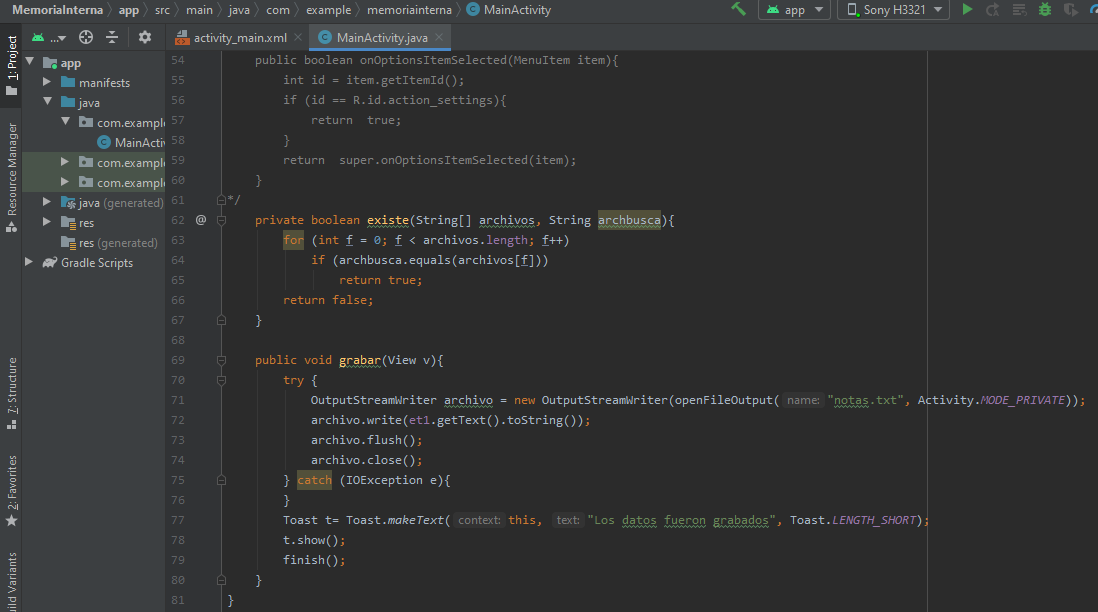 MemoriaInterna app src main java com example memoriainterna MainActivity app Sony H3321
1: Project
... activity_main.xml MainActivity.java
app
manifests
java
com.exampl
MainActiv
com.exampl
com.exampl
java (generated)
res
res (generated)
Gradle Scripts
Resource Manager
7: Structure
2: Favorites
ild Variants
54 public boolean onOptionsItemSelected(MenuItem item){
55 int id = item.getItemId();
56 if (id == R.id.action_settings){
57 return true;
58 }
59 return super.onOptionsItemSelected(item);
60 }
61 */
62 @ private boolean existe(String[] archivos, String archbusca){
63 for (int f = 0; f < archivos.length; f++)
64 if (archbusca.equals(archivos[f]))
65 return true;
66 return false;
67 }
68
69 public void grabar(View v){
70 try {
71 OutputStreamWriter archivo = new OutputStreamWriter(openFileOutput( name: "notas.txt", Activity.MODE_PRIVATE));
72 archivo.write(et1.getText().toString());
73 archivo.flush();
74 archivo.close();
75 } catch (IOException e){
76 }
77 Toast t= Toast.makeText( context: this, text: "Los datos fueron grabados", Toast.LENGTH_SHORT);
78 t.show();
79 finish();
80 }
81 }